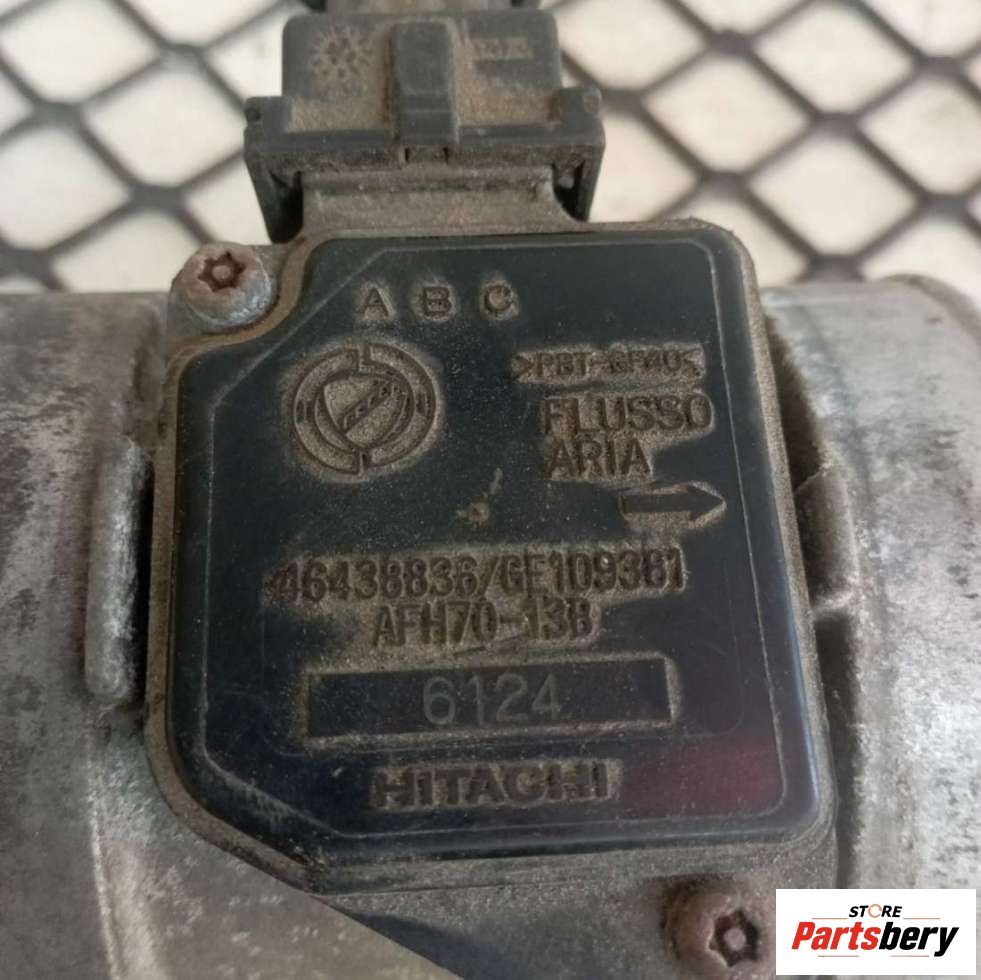 A B C
>PBT-GF40<
FLUSSO
ARIA
46438836/GE109381
AFH70-13B
6124
HITACHI
STORE
Partsbery